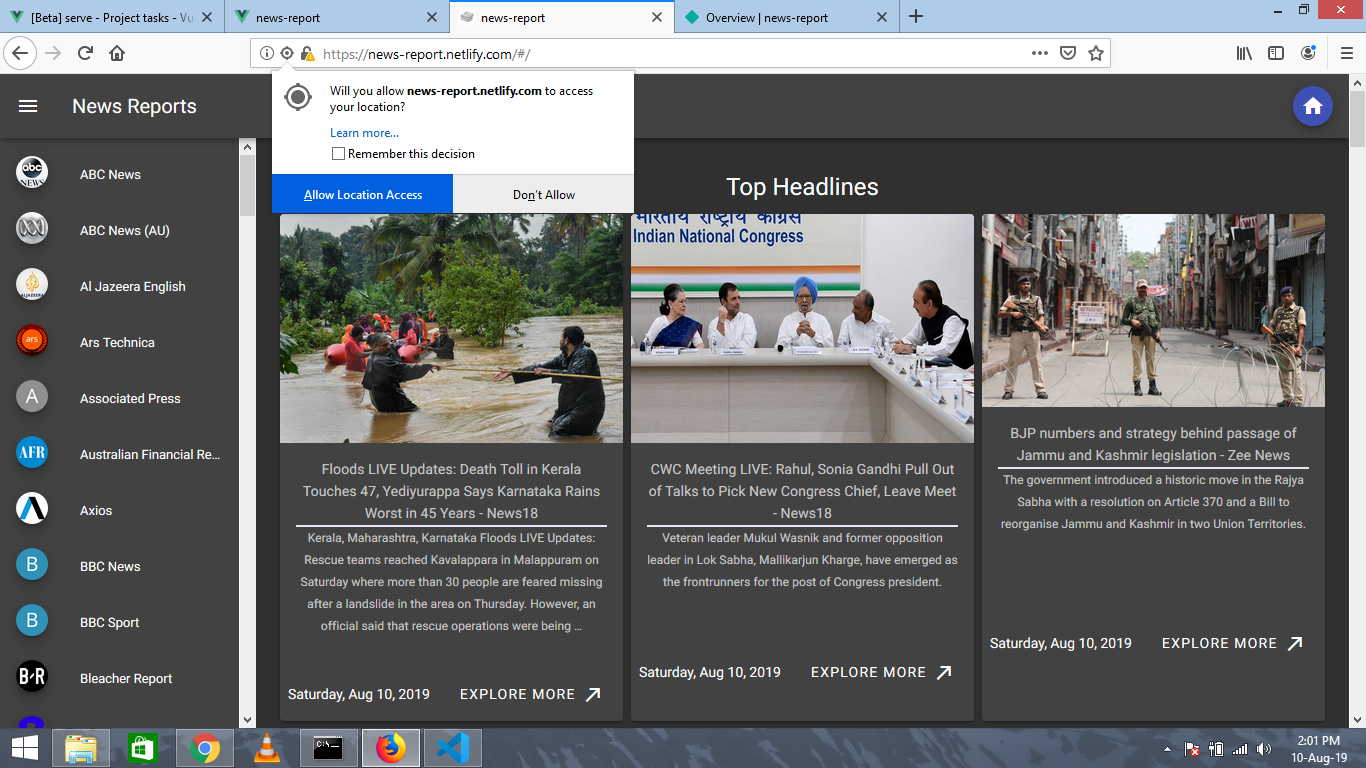 [Beta] serve - Project tasks - Vu
news-report
news-report
Overview | news-report
https://news-report.netlify.com/#/
Will you allow news-report.netlify.com to access
your location?
Learn more...
Remember this decision
Allow Location Access
Don't Allow
News Reports
abc
NEWS
ABC News
ABC News (AU)
ALJAZEERA
Al Jazeera English
ars
Ars Technica
A
Associated Press
AFR
Australian Financial Re...
Axios
B
BBC News
B
BBC Sport
B/R
Bleacher Report
Top Headlines
Floods LIVE Updates: Death Toll in Kerala
Touches 47, Yediyurappa Says Karnataka Rains
Worst in 45 Years - News18
Kerala, Maharashtra, Karnataka Floods LIVE Updates:
Rescue teams reached Kavalappara in Malappuram on
Saturday where more than 30 people are feared missing
after a landslide in the area on Thursday. However, an
official said that rescue operations were being …
Saturday, Aug 10, 2019
EXPLORE MORE
भारतीय राष्ट्रीय कांग्रेस
Indian National Congress
CWC Meeting LIVE: Rahul, Sonia Gandhi Pull Out
of Talks to Pick New Congress Chief, Leave Meet
- News18
Veteran leader Mukul Wasnik and former opposition
leader in Lok Sabha, Mallikarjun Kharge, have emerged as
the frontrunners for the post of Congress president.
Saturday, Aug 10, 2019
EXPLORE MORE
BJP numbers and strategy behind passage of
Jammu and Kashmir legislation - Zee News
The government introduced a historic move in the Rajya
Sabha with a resolution on Article 370 and a Bill to
reorganise Jammu and Kashmir in two Union Territories.
Saturday, Aug 10, 2019
EXPLORE MORE
C:\_
2:01 PM
10-Aug-19